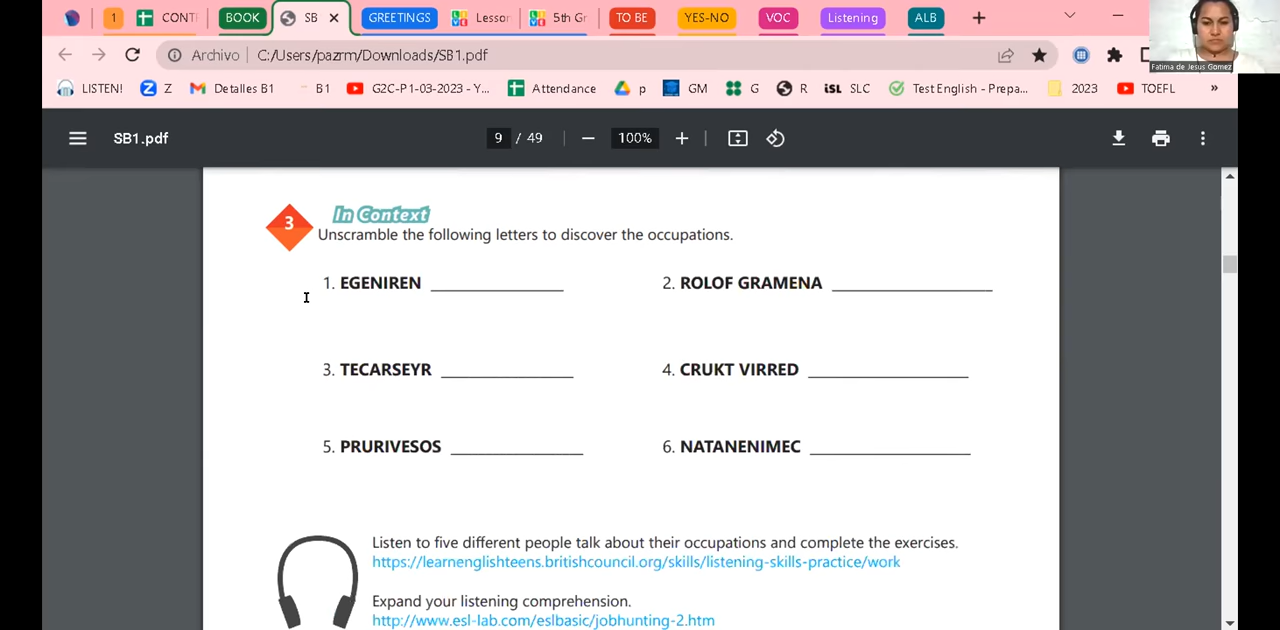 1 CONT BOOK SB GREETINGS Lessor 5th Gr TO BE YES-NO VOC Listening ALB
Archivo C:/Users/pazrm/Downloads/SB1.pdf
Fatima de Jesus Gomez
LISTEN! Z Z Detalles B1 B1 G2C-P1-03-2023 - Y... Attendance p GM G R iSL SLC Test English - Prepa... 2023 TOEFL »
SB1.pdf 9 / 49 100%
3 In Context
Unscramble the following letters to discover the occupations.
1. EGENIREN ______________ 2. ROLOF GRAMENA _________________
3. TECARSEYR ______________ 4. CRUKT VIRRED _________________
5. PRURIVESOS ______________ 6. NATANENIMEC _________________
Listen to five different people talk about their occupations and complete the exercises.
https://learnenglishteens.britishcouncil.org/skills/listening-skills-practice/work
Expand your listening comprehension.
http://www.esl-lab.com/eslbasic/jobhunting-2.htm